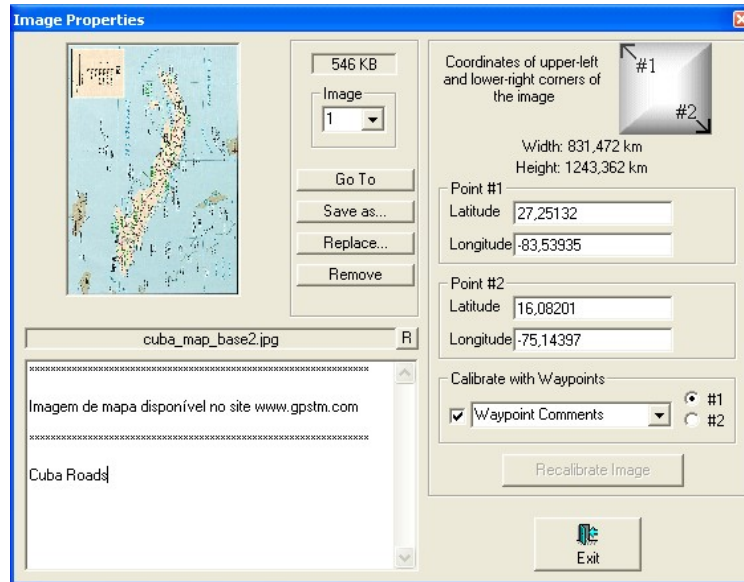 Image Properties
546 KB
Image
1
Go To
Save as...
Replace...
Remove
cuba_map_base2.jpg
R
****************************************************************
Imagem de mapa disponível no site www.gpstm.com
****************************************************************
Cuba Roads
Coordinates of upper-left
and lower-right corners of
the image
#1
#2
Width: 831,472 km
Height: 1243,362 km
Point #1
Latitude 27,25132
Longitude -83,53935
Point #2
Latitude 16,08201
Longitude -75,14397
Calibrate with Waypoints
Waypoint Comments
#1
#2
Recalibrate Image
Exit